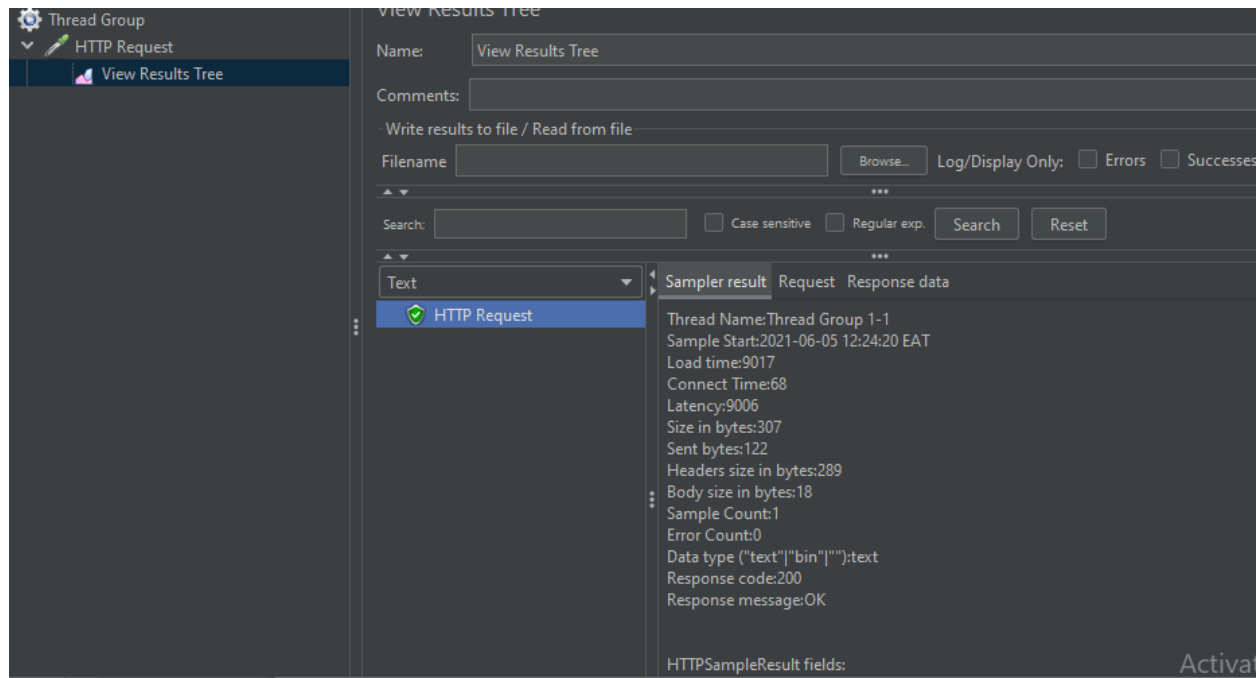 View Results Tree
Thread Group
HTTP Request
View Results Tree
Name: View Results Tree
Comments:
Write results to file / Read from file
Filename Browse... Log/Display Only: Errors Successes
Search: Case sensitive Regular exp. Search Reset
Text
HTTP Request
Sampler result Request Response data
Thread Name:Thread Group 1-1
Sample Start:2021-06-05 12:24:20 EAT
Load time:9017
Connect Time:68
Latency:9006
Size in bytes:307
Sent bytes:122
Headers size in bytes:289
Body size in bytes:18
Sample Count:1
Error Count:0
Data type ("text"|"bin"|""):text
Response code:200
Response message:OK
HTTPSampleResult fields:
Activat